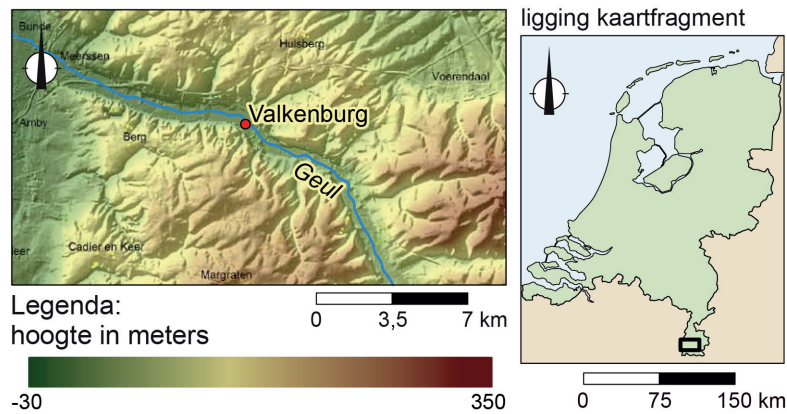 ligging kaartfragment
Bunde
Meerssen
Hulsberg
Voerendaal
Valkenburg
Amby
Berg
Geul
eer
Cadier en Keer
Margraten
Legenda:
hoogte in meters
0 3,5 7 km
-30 350
0 75 150 km